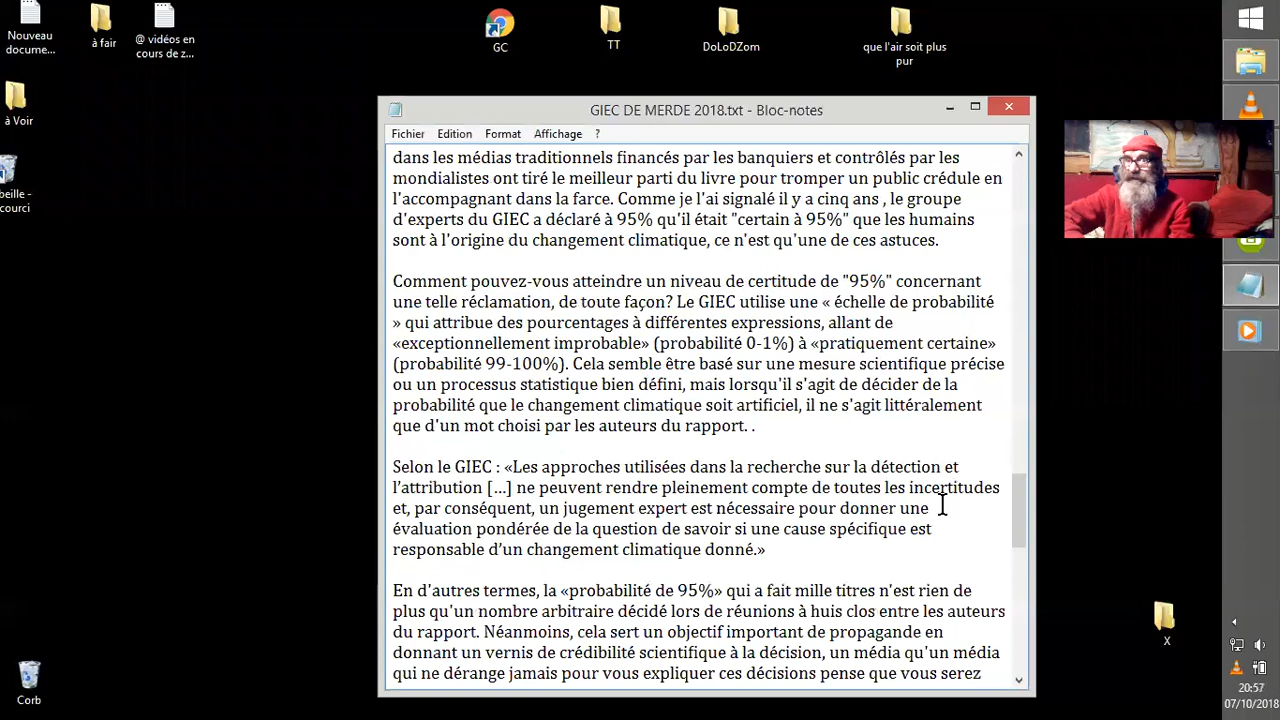 Nouveau
docume...
à fair
@ vidéos en
cours de z...
GC
TT
DoLoDZom
que l'air soit plus
pur
à Voir
beille -
courci
GIEC DE MERDE 2018.txt - Bloc-notes
Fichier Edition Format Affichage ?
dans les médias traditionnels financés par les banquiers et contrôlés par les
mondialistes ont tiré le meilleur parti du livre pour tromper un public crédule en
l'accompagnant dans la farce. Comme je l'ai signalé il y a cinq ans , le groupe
d'experts du GIEC a déclaré à 95% qu'il était "certain à 95%" que les humains
sont à l'origine du changement climatique, ce n'est qu'une de ces astuces.
Comment pouvez-vous atteindre un niveau de certitude de "95%" concernant
une telle réclamation, de toute façon? Le GIEC utilise une « échelle de probabilité
» qui attribue des pourcentages à différentes expressions, allant de
«exceptionnellement improbable» (probabilité 0-1%) à «pratiquement certaine»
(probabilité 99-100%). Cela semble être basé sur une mesure scientifique précise
ou un processus statistique bien défini, mais lorsqu'il s'agit de décider de la
probabilité que le changement climatique soit artificiel, il ne s'agit littéralement
que d'un mot choisi par les auteurs du rapport. .
Selon le GIEC : «Les approches utilisées dans la recherche sur la détection et
l’attribution [...] ne peuvent rendre pleinement compte de toutes les incertitudes
et, par conséquent, un jugement expert est nécessaire pour donner une
évaluation pondérée de la question de savoir si une cause spécifique est
responsable d’un changement climatique donné.»
En d'autres termes, la «probabilité de 95%» qui a fait mille titres n'est rien de
plus qu'un nombre arbitraire décidé lors de réunions à huis clos entre les auteurs
du rapport. Néanmoins, cela sert un objectif important de propagande en
donnant un vernis de crédibilité scientifique à la décision, un média qu'un média
qui ne dérange jamais pour vous expliquer ces décisions pense que vous serez
X
Corb
20:57
07/10/2018